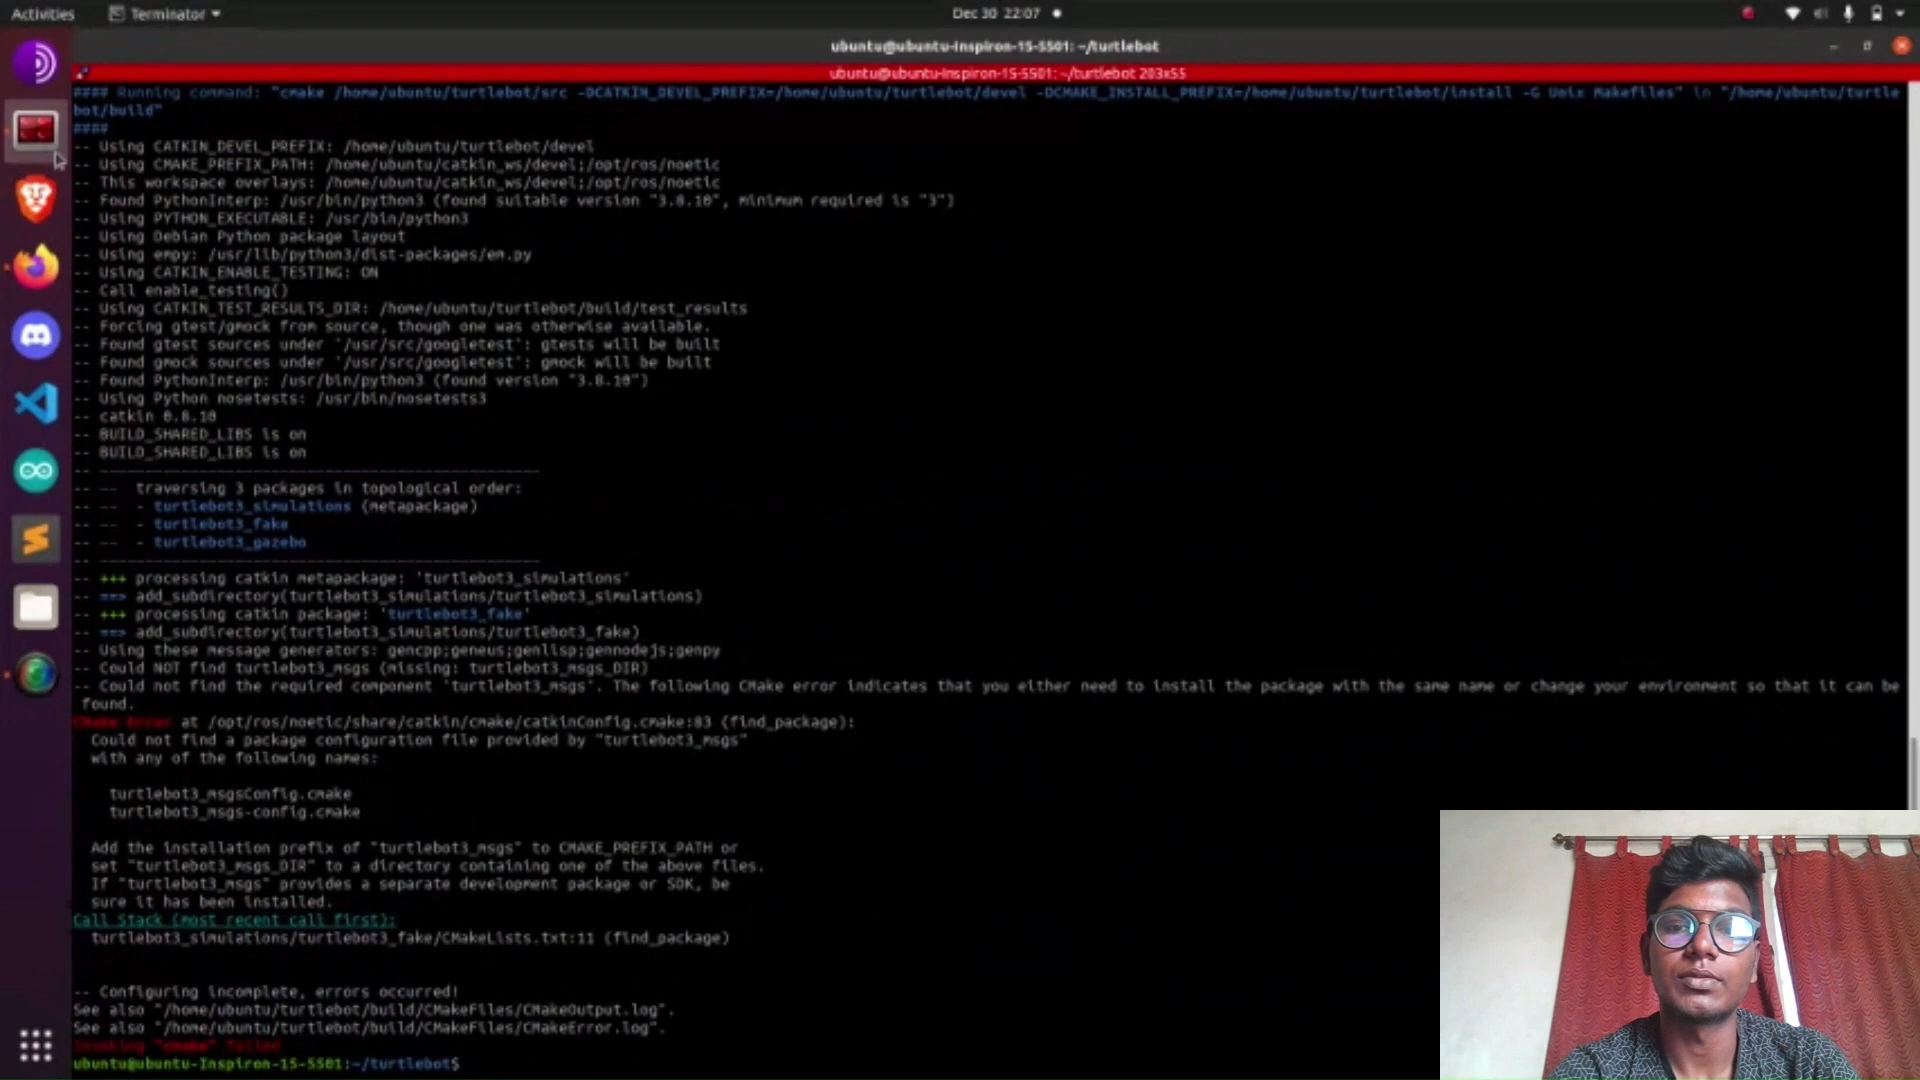 Activities Terminator Dec 30 22:07
ubuntu@ubuntu-Inspiron-15-5501: ~/turtlebot
ubuntu@ubuntu-Inspiron-15-5501: ~/turtlebot 203x55
#### Running command: "cmake /home/ubuntu/turtlebot/src -DCATKIN_DEVEL_PREFIX=/home/ubuntu/turtlebot/devel -DCMAKE_INSTALL_PREFIX=/home/ubuntu/turtlebot/install -G Unix Makefiles" in "/home/ubuntu/turtle
bot/build"
####
-- Using CATKIN_DEVEL_PREFIX: /home/ubuntu/turtlebot/devel
-- Using CMAKE_PREFIX_PATH: /home/ubuntu/catkin_ws/devel;/opt/ros/noetic
-- This workspace overlays: /home/ubuntu/catkin_ws/devel;/opt/ros/noetic
-- Found PythonInterp: /usr/bin/python3 (found suitable version "3.8.10", minimum required is "3")
-- Using PYTHON_EXECUTABLE: /usr/bin/python3
-- Using Debian Python package layout
-- Using empy: /usr/lib/python3/dist-packages/em.py
-- Using CATKIN_ENABLE_TESTING: ON
-- Call enable_testing()
-- Using CATKIN_TEST_RESULTS_DIR: /home/ubuntu/turtlebot/build/test_results
-- Forcing gtest/gmock from source, though one was otherwise available.
-- Found gtest sources under '/usr/src/googletest': gtests will be built
-- Found gmock sources under '/usr/src/googletest': gmock will be built
-- Found PythonInterp: /usr/bin/python3 (found version "3.8.10")
-- Using Python nosetests: /usr/bin/nosetests3
-- catkin 0.8.10
-- BUILD_SHARED_LIBS is on
-- BUILD_SHARED_LIBS is on
-- ~~~~~~~~~~~~~~~~~~~~~~~~~~~~~~~~~~~~~~~~~~~~~~~~~
-- ~~  traversing 3 packages in topological order:
-- ~~  - turtlebot3_simulations (metapackage)
-- ~~  - turtlebot3_fake
-- ~~  - turtlebot3_gazebo
-- ~~~~~~~~~~~~~~~~~~~~~~~~~~~~~~~~~~~~~~~~~~~~~~~~~
-- +++ processing catkin metapackage: 'turtlebot3_simulations'
-- ==> add_subdirectory(turtlebot3_simulations/turtlebot3_simulations)
-- +++ processing catkin package: 'turtlebot3_fake'
-- ==> add_subdirectory(turtlebot3_simulations/turtlebot3_fake)
-- Using these message generators: gencpp;geneus;genlisp;gennodejs;genpy
-- Could NOT find turtlebot3_msgs (missing: turtlebot3_msgs_DIR)
-- Could not find the required component 'turtlebot3_msgs'. The following CMake error indicates that you either need to install the package with the same name or change your environment so that it can be
found.
CMake Error at /opt/ros/noetic/share/catkin/cmake/catkinConfig.cmake:83 (find_package):
Could not find a package configuration file provided by "turtlebot3_msgs"
with any of the following names:
turtlebot3_msgsConfig.cmake
turtlebot3_msgs-config.cmake
Add the installation prefix of "turtlebot3_msgs" to CMAKE_PREFIX_PATH or
set "turtlebot3_msgs_DIR" to a directory containing one of the above files.
If "turtlebot3_msgs" provides a separate development package or SDK, be
sure it has been installed.
Call Stack (most recent call first):
turtlebot3_simulations/turtlebot3_fake/CMakeLists.txt:11 (find_package)
-- Configuring incomplete, errors occurred!
See also "/home/ubuntu/turtlebot/build/CMakeFiles/CMakeOutput.log".
See also "/home/ubuntu/turtlebot/build/CMakeFiles/CMakeError.log".
Invoking "cmake" failed
ubuntu@ubuntu-Inspiron-15-5501:~/turtlebot$